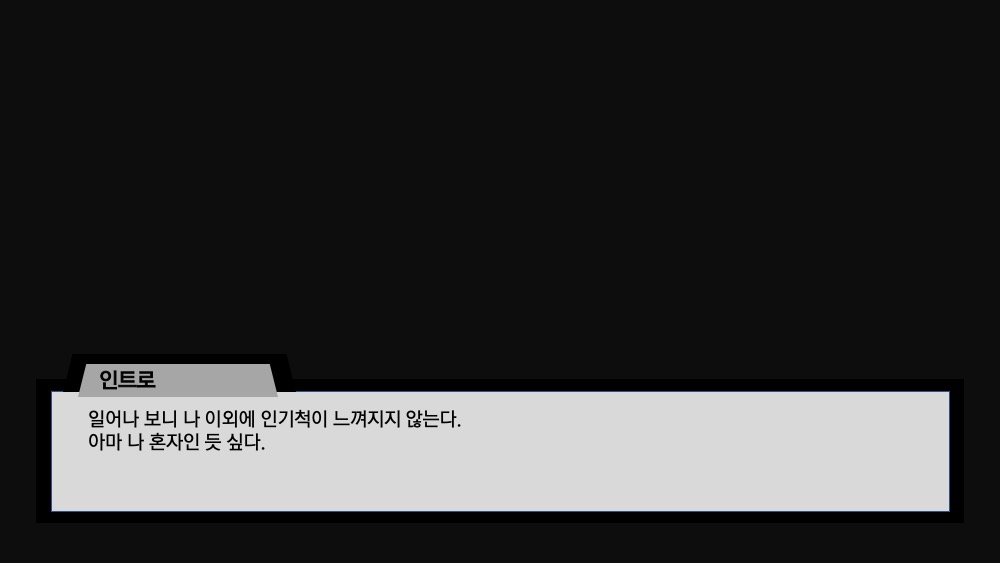 인트로
일어나 보니 나 이외에 인기척이 느껴지지 않는다.
아마 나 혼자인 듯 싶다.